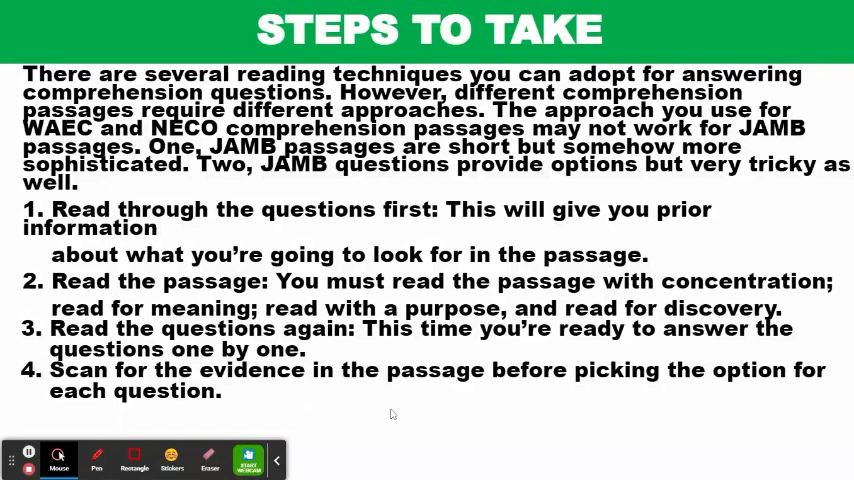 STEPS TO TAKE
There are several reading techniques you can adopt for answering
comprehension questions. However, different comprehension
passages require different approaches. The approach you use for
WAEC and NECO comprehension passages may not work for JAMB
passages. One, JAMB passages are short but somehow more
sophisticated. Two, JAMB questions provide options but very tricky as
well.
1. Read through the questions first: This will give you prior
information
about what you’re going to look for in the passage.
2. Read the passage: You must read the passage with concentration;
read for meaning; read with a purpose, and read for discovery.
3. Read the questions again: This time you’re ready to answer the
questions one by one.
4. Scan for the evidence in the passage before picking the option for
each question.
Mouse Pen Rectangle Stickers Eraser START WEBCAM